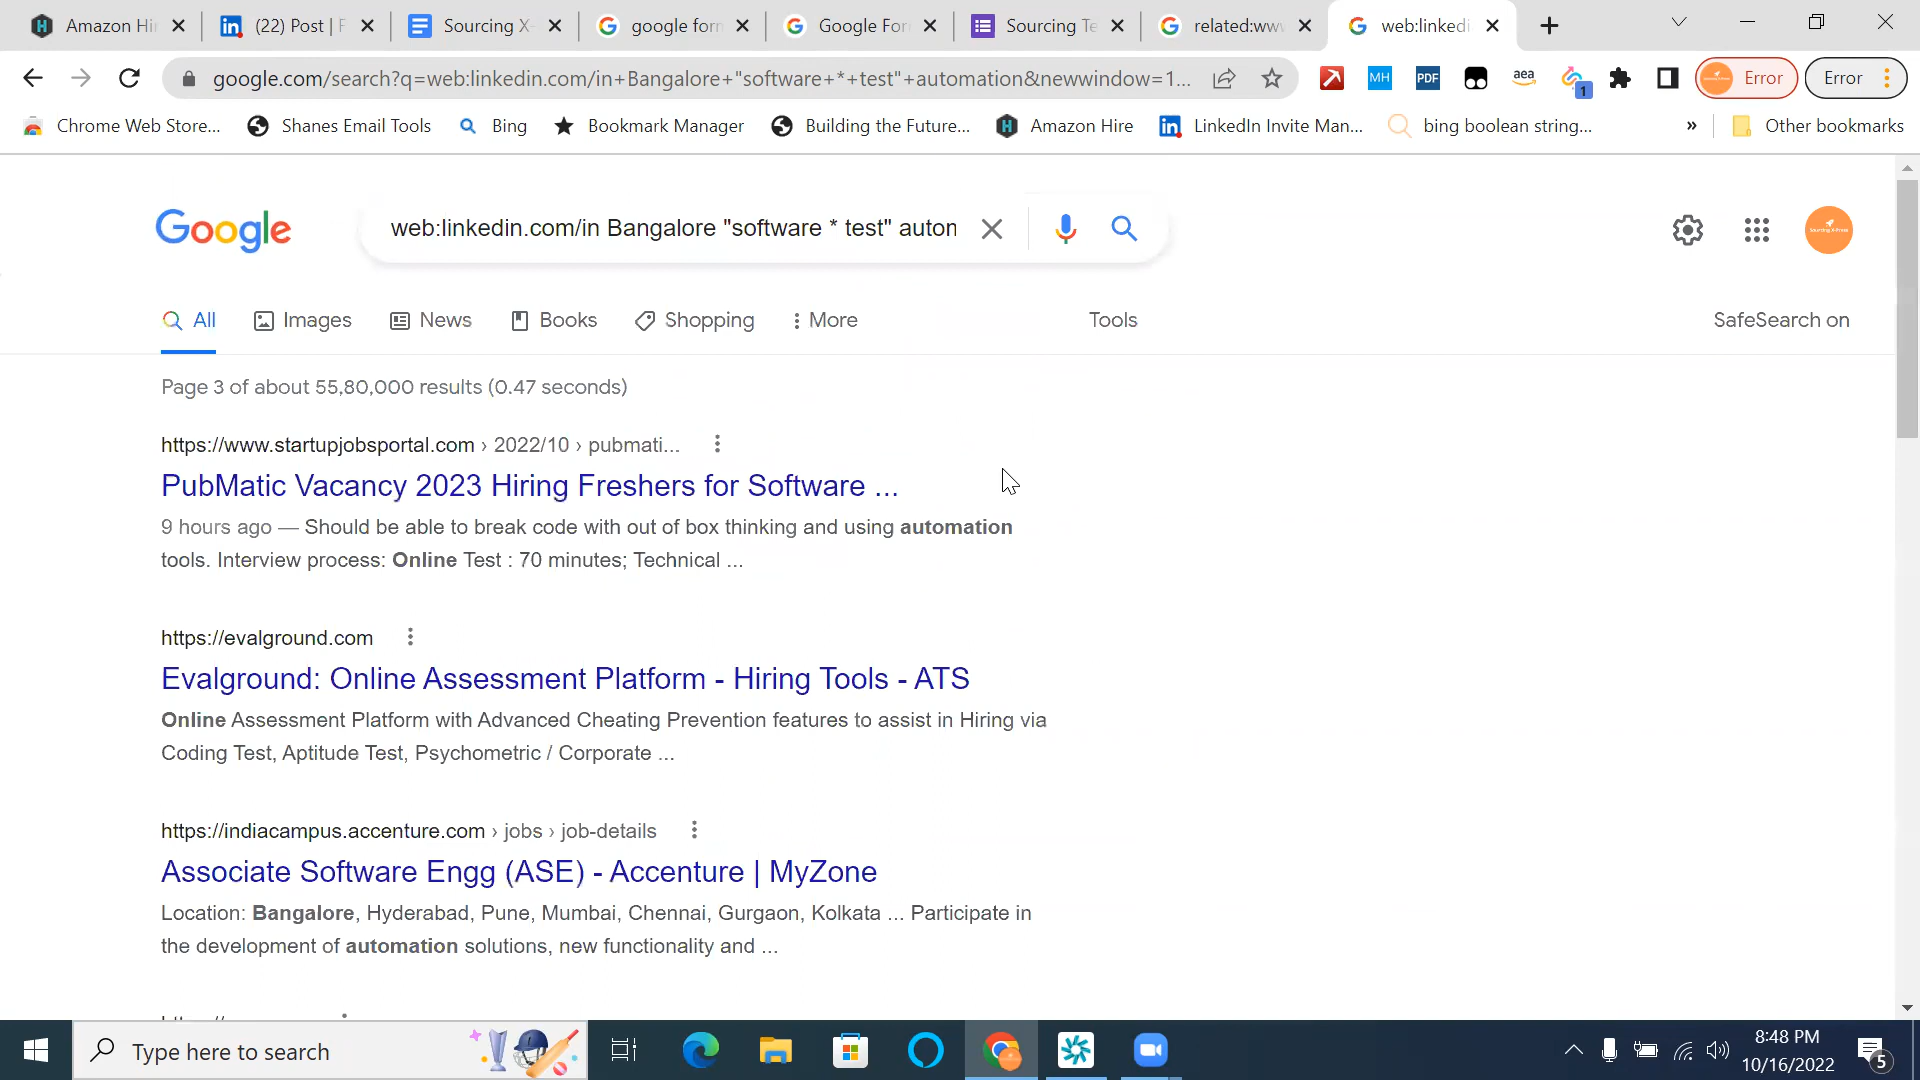 Amazon Hi
(22) Post | F
Sourcing X-
google form
Google For
Sourcing Te
related:www
web:linkedi
google.com/search?q=web:linkedin.com/in+Bangalore+"software+*+test"+automation&newwindow=1...
MH
PDF
aea
1
Error
Error
Chrome Web Store...
Shanes Email Tools
Bing
Bookmark Manager
Building the Future...
Amazon Hire
LinkedIn Invite Man...
bing boolean string...
»
Other bookmarks
Google
web:linkedin.com/in Bangalore "software * test" autom
All
Images
News
Books
Shopping
More
Tools
SafeSearch on
Page 3 of about 55,80,000 results (0.47 seconds)
https://www.startupjobsportal.com › 2022/10 › pubmati...
PubMatic Vacancy 2023 Hiring Freshers for Software ...
9 hours ago — Should be able to break code with out of box thinking and using automation
tools. Interview process: Online Test : 70 minutes; Technical ...
https://evalground.com
Evalground: Online Assessment Platform - Hiring Tools - ATS
Online Assessment Platform with Advanced Cheating Prevention features to assist in Hiring via
Coding Test, Aptitude Test, Psychometric / Corporate ...
https://indiacampus.accenture.com › jobs › job-details
Associate Software Engg (ASE) - Accenture | MyZone
Location: Bangalore, Hyderabad, Pune, Mumbai, Chennai, Gurgaon, Kolkata ... Participate in
the development of automation solutions, new functionality and ...
Type here to search
8:48 PM
10/16/2022
5